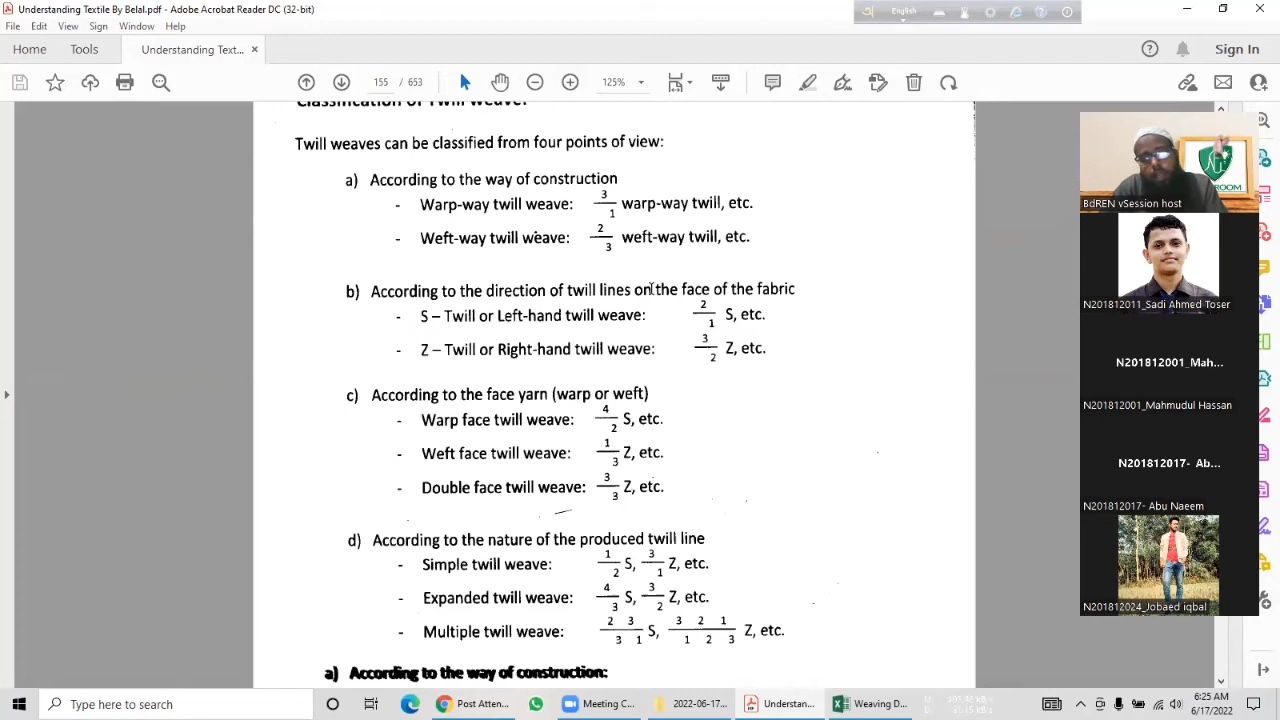 Understanding Textile By Belal.pdf - Adobe Acrobat Reader DC (32-bit)
English
File Edit View Sign Window Help
Home Tools Understanding Text... × Sign In
155 / 653 125%
Classification of Twill weave:
Twill weaves can be classified from four points of view:
a) According to the way of construction
- Warp-way twill weave: 3/1 warp-way twill, etc.
- Weft-way twill weave: 2/3 weft-way twill, etc.
b) According to the direction of twill lines on the face of the fabric
- S – Twill or Left-hand twill weave: 2/1 S, etc.
- Z – Twill or Right-hand twill weave: 3/2 Z, etc.
c) According to the face yarn (warp or weft)
- Warp face twill weave: 4/2 S, etc.
- Weft face twill weave: 1/3 Z, etc.
- Double face twill weave: 3/3 Z, etc.
d) According to the nature of the produced twill line
- Simple twill weave: 1/2 S, 3/1 Z, etc.
- Expanded twill weave: 4/3 S, 3/2 Z, etc.
- Multiple twill weave: 2 3/3 1 S, 3 2 1/1 2 3 Z, etc.
a) According to the way of construction:
ROOM
BdREN vSession host
N201812011_Sadi Ahmed Toser
N201812001_Mah...
N201812001_Mahmudul Hassan
N201812017- Ab...
N201812017- Abu Naeem
N201812024_Jobaed iqbal
Type here to search
Post Atten...
Meeting C...
2022-06-17...
Understan...
Weaving D...
6:25 AM
6/17/2022